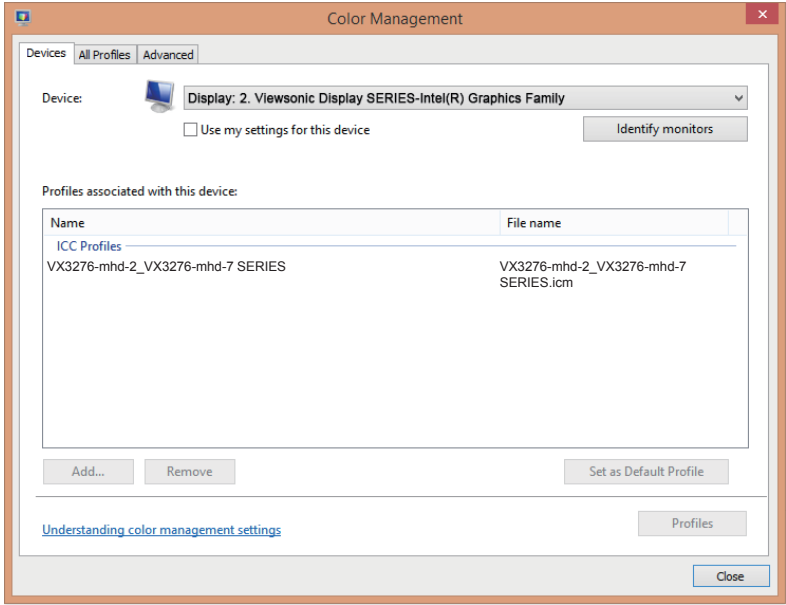 Color Management
Devices
All Profiles
Advanced
Device:
Display: 2. Viewsonic Display SERIES-Intel(R) Graphics Family
Use my settings for this device
Identify monitors
Profiles associated with this device:
Name
File name
ICC Profiles
VX3276-mhd-2_VX3276-mhd-7 SERIES
VX3276-mhd-2_VX3276-mhd-7
SERIES.icm
Add...
Remove
Set as Default Profile
Understanding color management settings
Profiles
Close